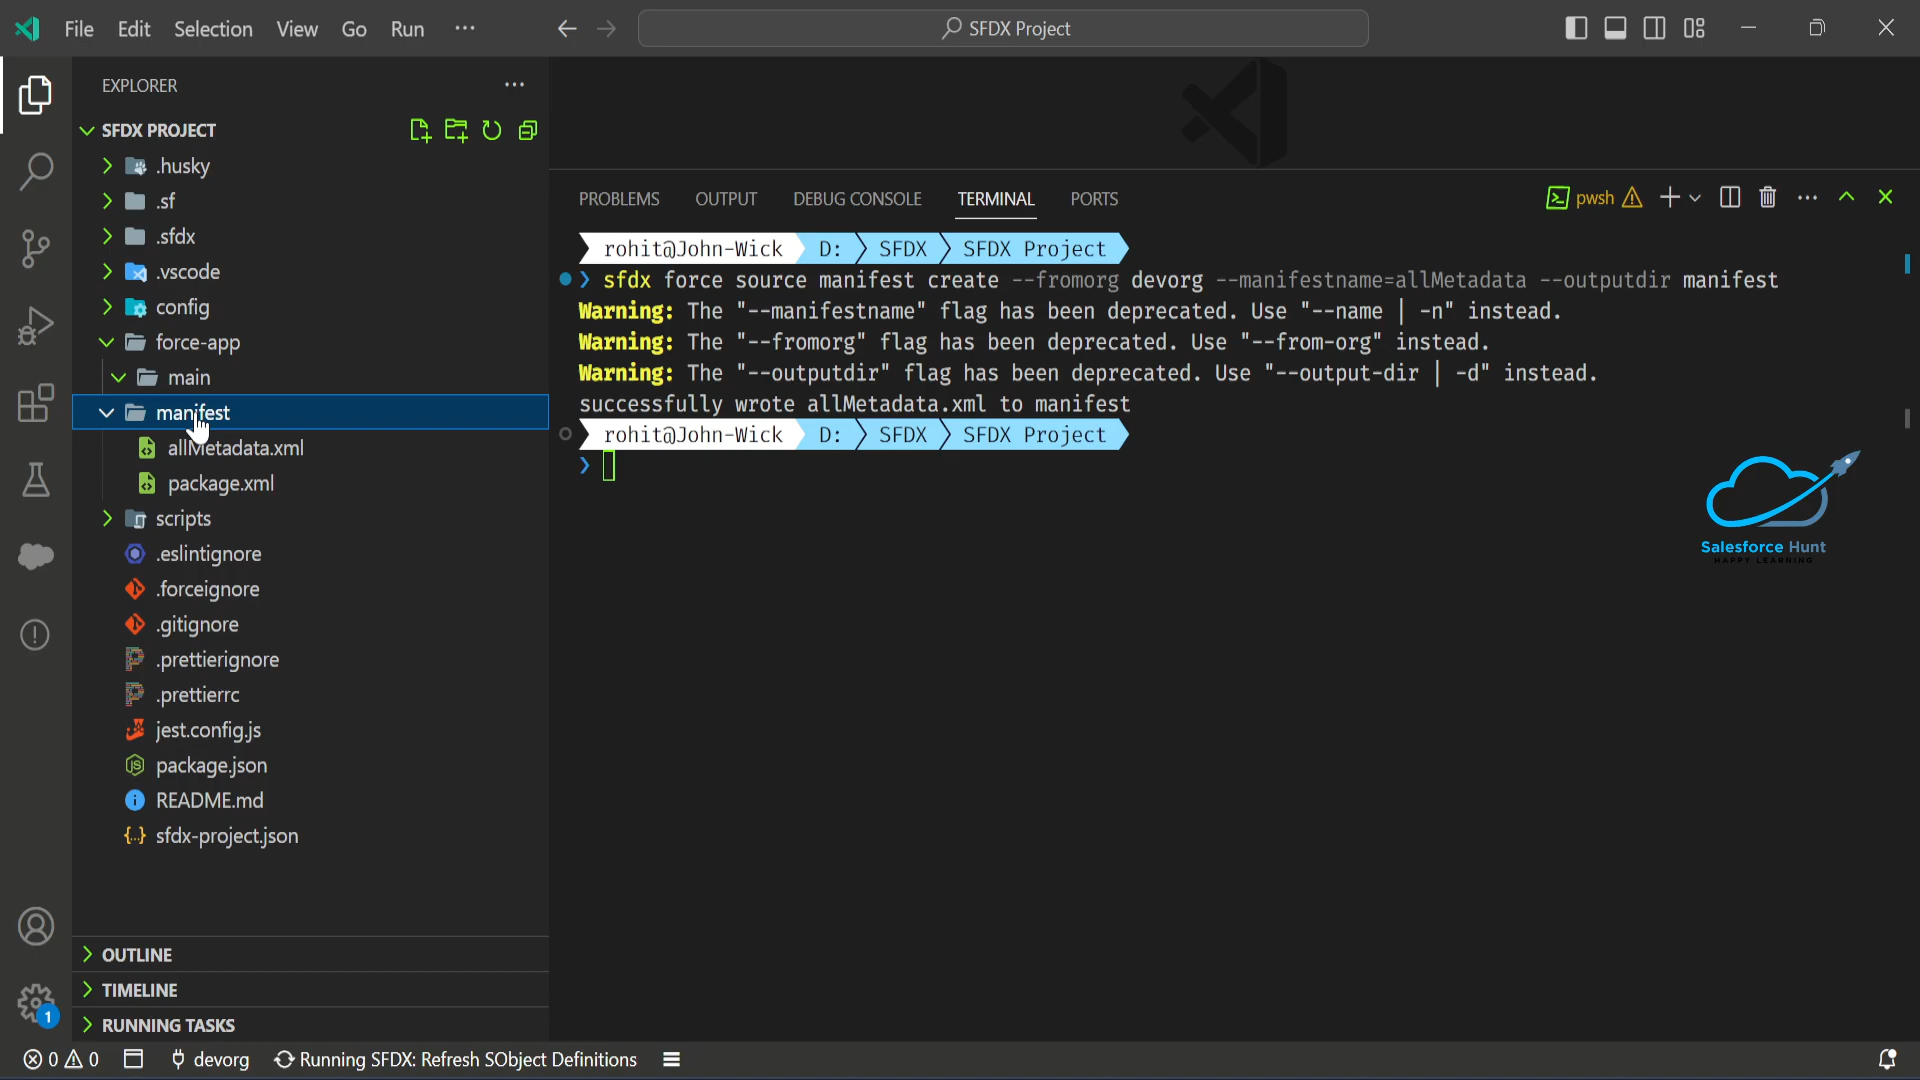 File Edit Selection View Go Run ···
SFDX Project
EXPLORER
SFDX PROJECT
.husky
.sf
.sfdx
.vscode
config
force-app
main
manifest
allMetadata.xml
package.xml
scripts
.eslintignore
.forceignore
.gitignore
.prettierignore
.prettierrc
jest.config.js
package.json
README.md
sfdx-project.json
OUTLINE
TIMELINE
RUNNING TASKS
PROBLEMS OUTPUT DEBUG CONSOLE TERMINAL PORTS
pwsh
rohit@John-Wick D: SFDX SFDX Project
❯ sfdx force source manifest create --fromorg devorg --manifestname=allMetadata --outputdir manifest
Warning: The "--manifestname" flag has been deprecated. Use "--name | -n" instead.
Warning: The "--fromorg" flag has been deprecated. Use "--from-org" instead.
Warning: The "--outputdir" flag has been deprecated. Use "--output-dir | -d" instead.
successfully wrote allMetadata.xml to manifest
rohit@John-Wick D: SFDX SFDX Project
❯
Salesforce Hunt
HAPPY LEARNING
1
0 0 devorg Running SFDX: Refresh SObject Definitions